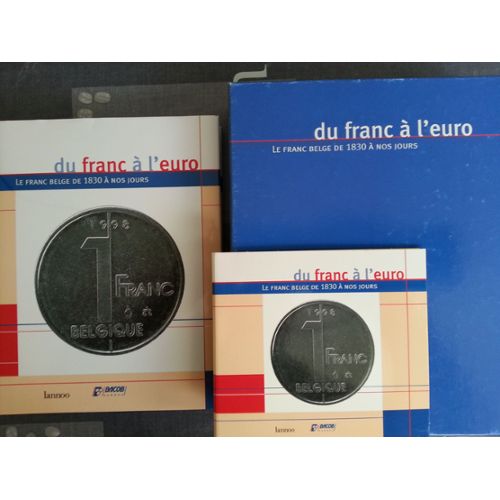 du franc à l'euro
LE FRANC BELGE DE 1830 À NOS JOURS
1998
1
FRANC
BELGIQUE
lannoo
BACOB
du franc à l'euro
LE FRANC BELGE DE 1830 À NOS JOURS
du franc à l'euro
LE FRANC BELGE DE 1830 À NOS JOURS
1998
1
FRANC
BELGIQUE
lannoo
BACOB